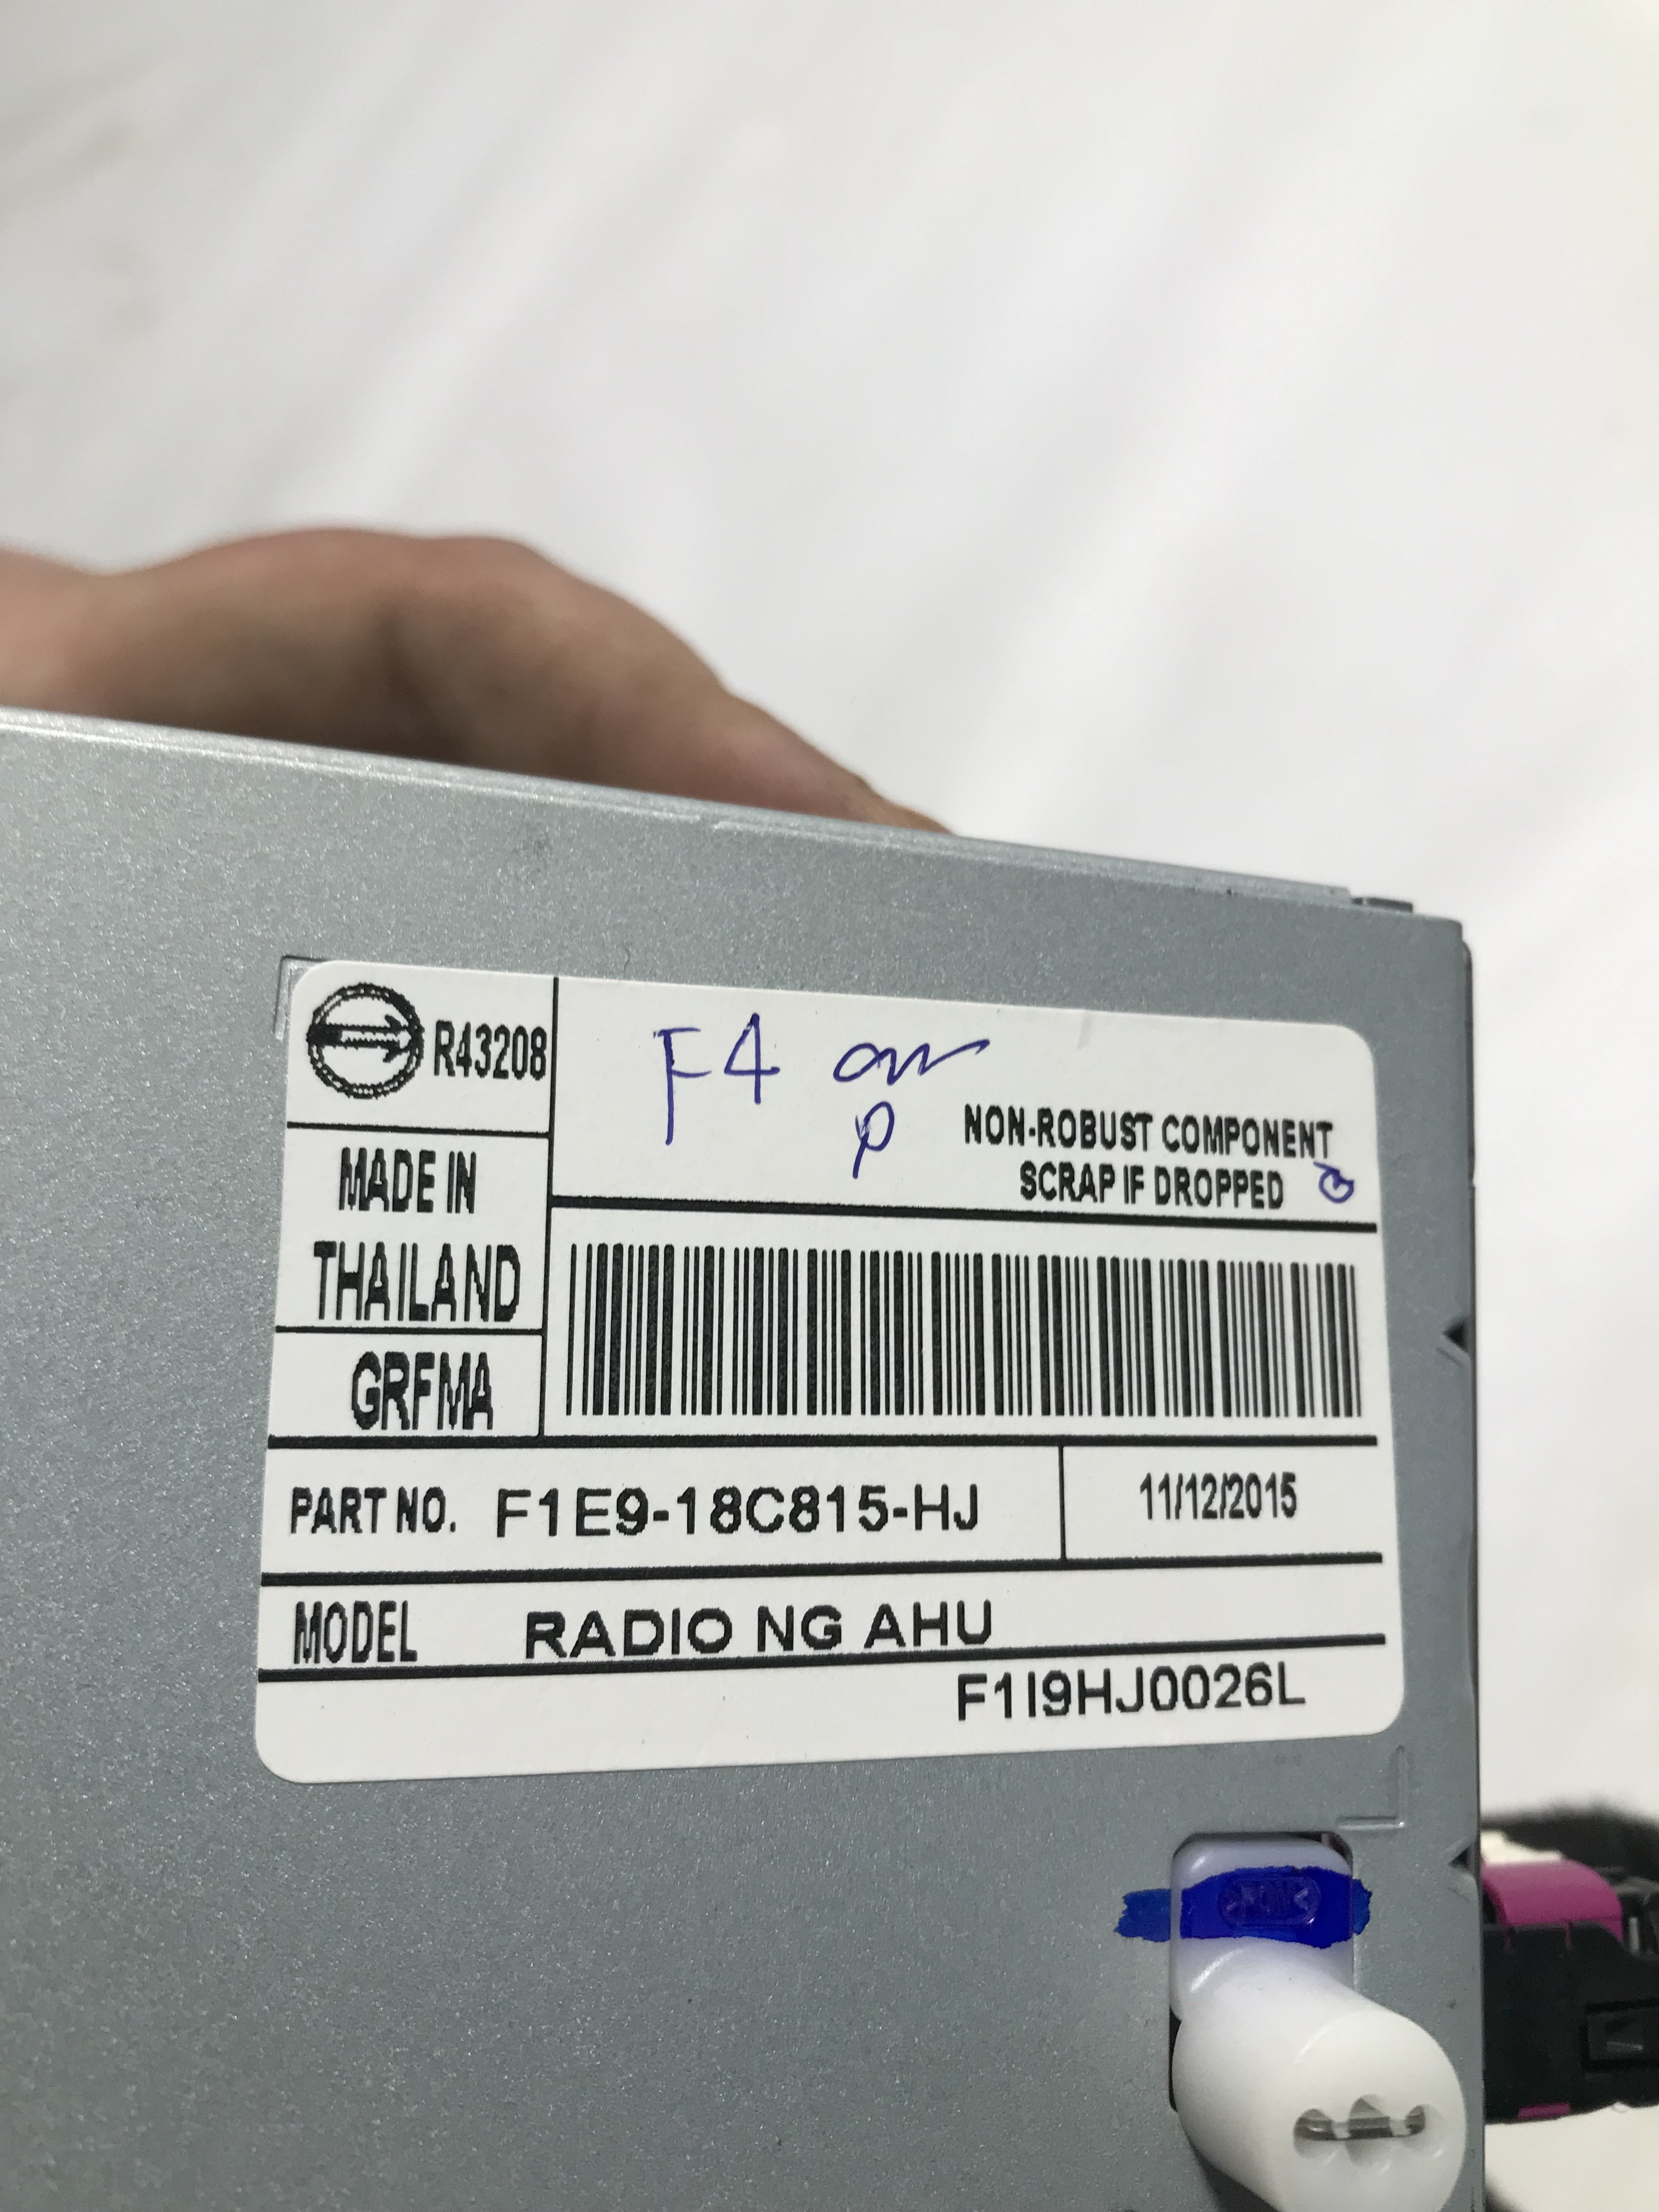 R43208
F4
P
NON-ROBUST COMPONENT
SCRAP IF DROPPED
MADE IN
THAILAND
GRFMA
PART NO. F1E9-18C815-HJ
11/12/2015
MODEL RADIO NG AHU
F1I9HJ0026L